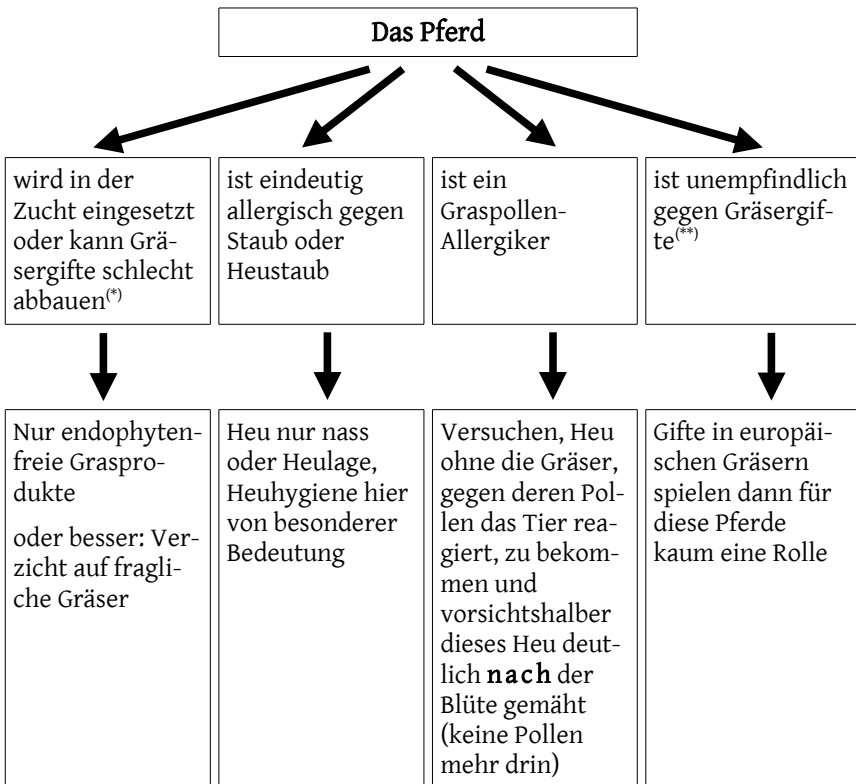 Das Pferd
wird in der
Zucht eingesetzt
oder kann Grä-
sergifte schlecht
abbauen(*)
ist eindeutig
allergisch gegen
Staub oder
Heustaub
ist ein
Graspollen-
Allergiker
ist unempfindlich
gegen Gräsergif-
te(**)
Nur endophyten-
freie Graspro-
dukte
oder besser: Ver-
zicht auf fragli-
che Gräser
Heu nur nass
oder Heulage,
Heuhygiene hier
von besonderer
Bedeutung
Versuchen, Heu
ohne die Gräser,
gegen deren Pol-
len das Tier rea-
giert, zu bekom-
men und
vorsichtshalber
dieses Heu deut-
lich nach der
Blüte gemäht
(keine Pollen
mehr drin)
Gifte in europäi-
schen Gräsern
spielen dann für
diese Pferde
kaum eine Rolle